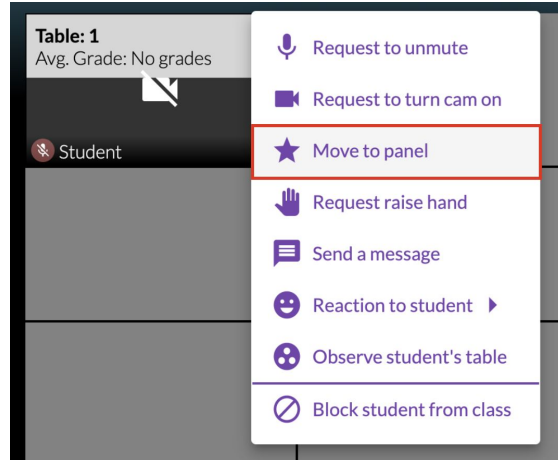 Table: 1
Avg. Grade: No grades
Student
Request to unmute
Request to turn cam on
Move to panel
Request raise hand
Send a message
Reaction to student
Observe student's table
Block student from class